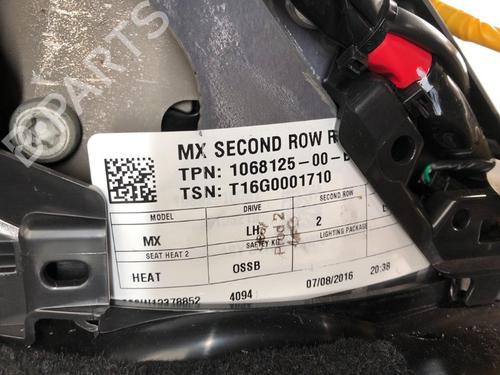 PARTS
MX SECOND ROW R
TPN: 1068125-00-
TSN: T16G0001710
MODEL DRIVE SECOND ROW
MX LH 2
SEAT HEAT 2 SAFETY KIT LIGHTING PACKAGE
HEAT OSSB 07/08/2016 20:38
4094